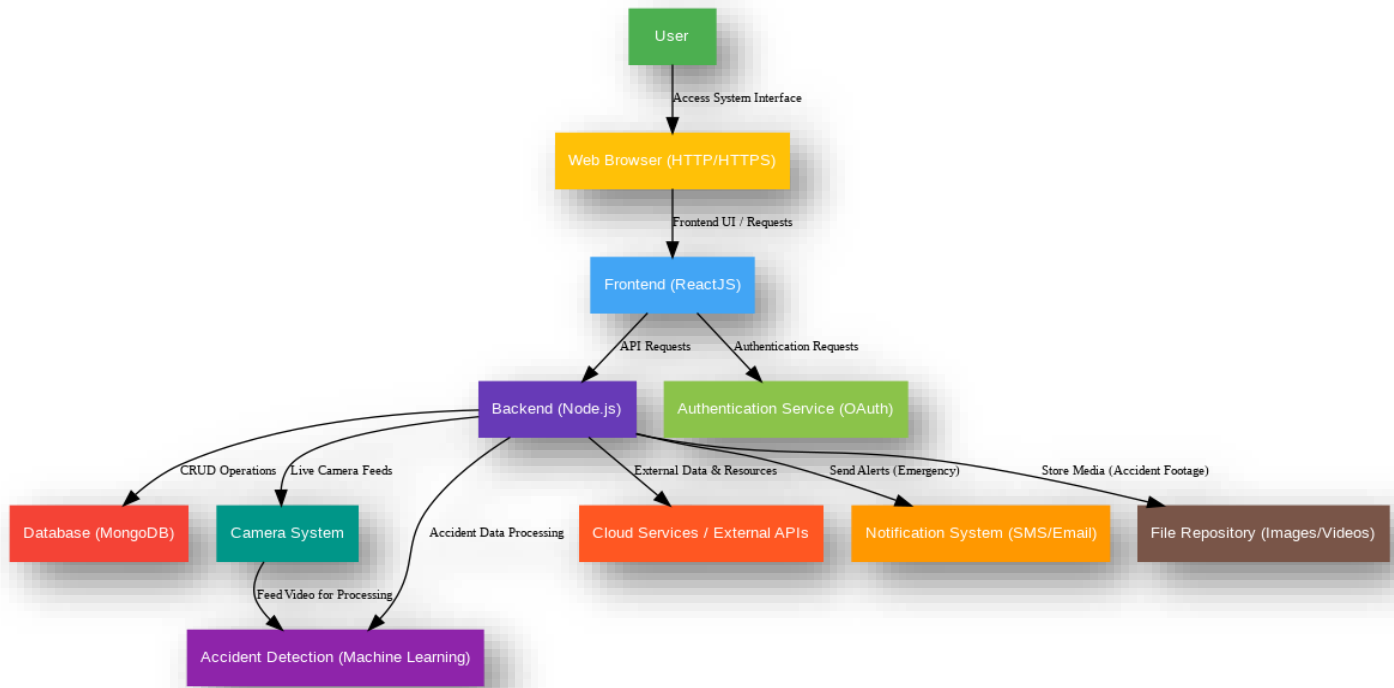 User
Access System Interface
Web Browser (HTTP/HTTPS)
Frontend UI / Requests
Frontend (ReactJS)
API Requests
Authentication Requests
Backend (Node.js)
Authentication Service (OAuth)
CRUD Operations
Live Camera Feeds
External Data & Resources
Send Alerts (Emergency)
Store Media (Accident Footage)
Database (MongoDB)
Camera System
Accident Data Processing
Cloud Services / External APIs
Notification System (SMS/Email)
File Repository (Images/Videos)
Feed Video for Processing
Accident Detection (Machine Learning)